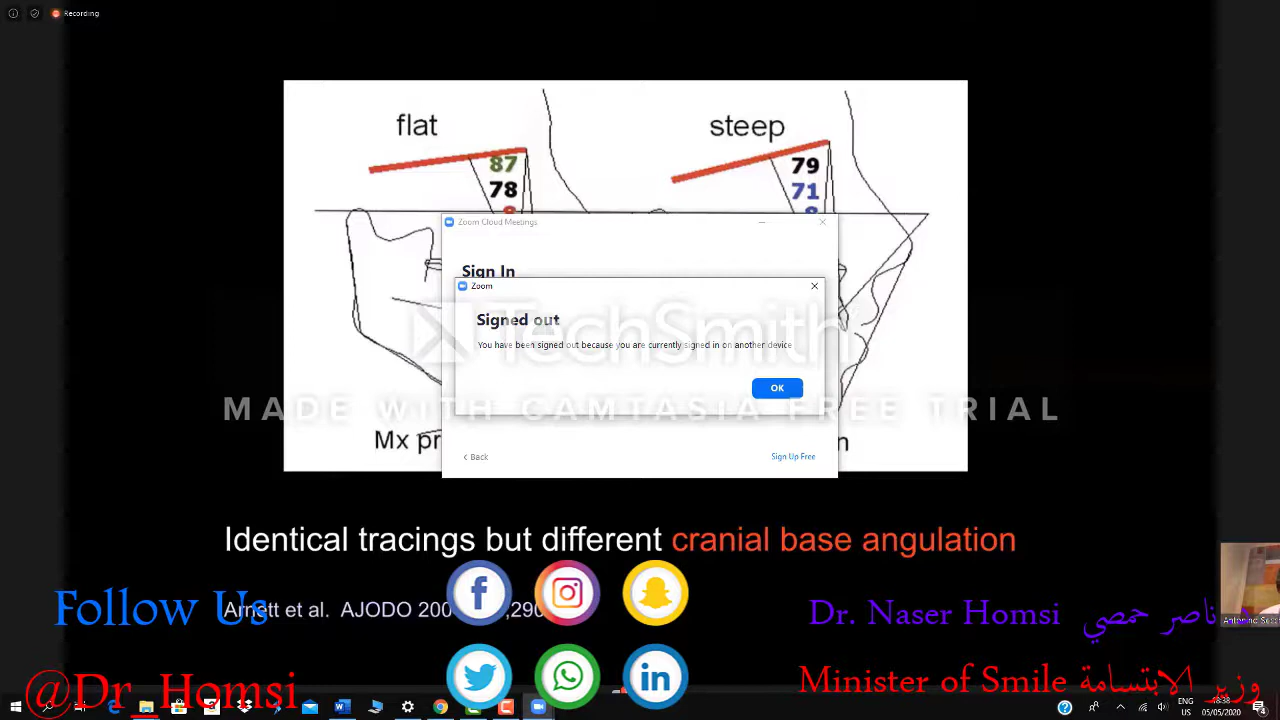 Recording
flat
steep
87
78
79
71
Zoom Cloud Meetings
Sign In
Zoom
Signed out
You have been signed out because you are currently signed in on another device
OK
TechSmith
MADE WITH CAMTASIA FREE TRIAL
Mx
Back
Sign Up Free
Identical tracings but different cranial base angulation
Follow Us
Arnett et al. AJODO 200
290
Dr. Naser Homsi
ناصر حمصي
@Dr_Homsi
Minister of Smile وزير الابتسامة
ENG
US
05/05/2020